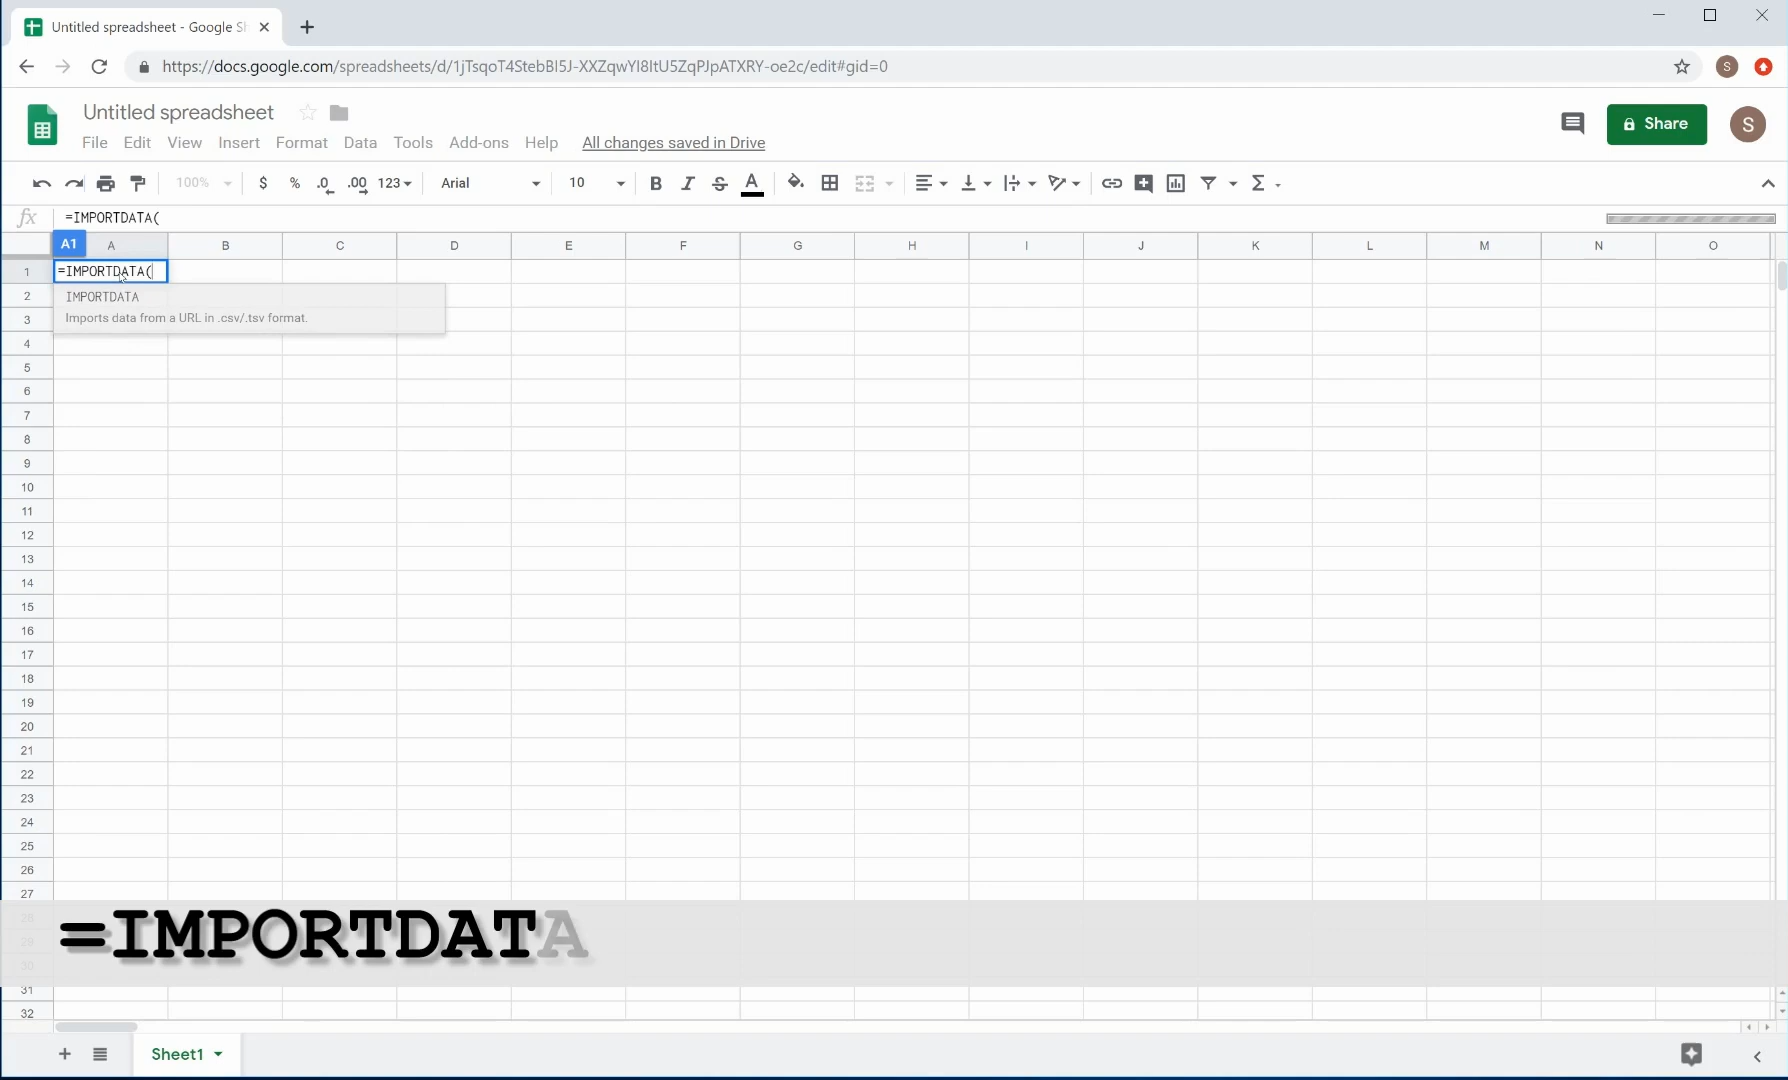 Untitled spreadsheet - Google Sh
https://docs.google.com/spreadsheets/d/1jTsqoT4StebBI5J-XXZqwYI8ItU5ZqPJpATXRY-oe2c/edit#gid=0
S
Untitled spreadsheet
Share
S
File Edit View Insert Format Data Tools Add-ons Help All changes saved in Drive
100% $ % .0 .00 123 Arial 10 B I S A Σ
fx =IMPORTDATA(
A1 A B C D E F G H I J K L M N O
1 =IMPORTDATA(
2 IMPORTDATA
3 Imports data from a URL in .csv/.tsv format.
4
5
6
7
8
9
10
11
12
13
14
15
16
17
18
19
20
21
22
23
24
25
26
27
28
=IMPORTDATA
29
30
31
32
Sheet1